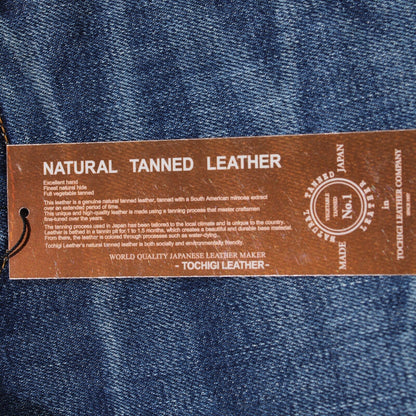 NATURAL TANNED LEATHER
Excellent hand
Finest natural hide
Full vegetable tanned
This leather is a genuine natural tanned leather, tanned with a South American mimosa extract
over an extended period of time.
This unique and high-quality leather is made using a tanning process that master craftsmen
fine-tuned over the years.
The tanning process used in Japan has been tailored to the local climate and is unique to the country.
Leather is bathed in a tannin pit for 1 to 1.5 months, which creates a beautiful and durable base material.
From there, the leather is colored through processes such as water-dying.
Tochigi Leather's natural tanned leather is both socially and environmentally friendly.
WORLD QUALITY JAPANESE LEATHER MAKER
- TOCHIGI LEATHER-
MADE JAPAN
NATURAL TANNED
VEGETABLE
TANNED
No.1
in
TOCHIGI LEATHER COMPANY